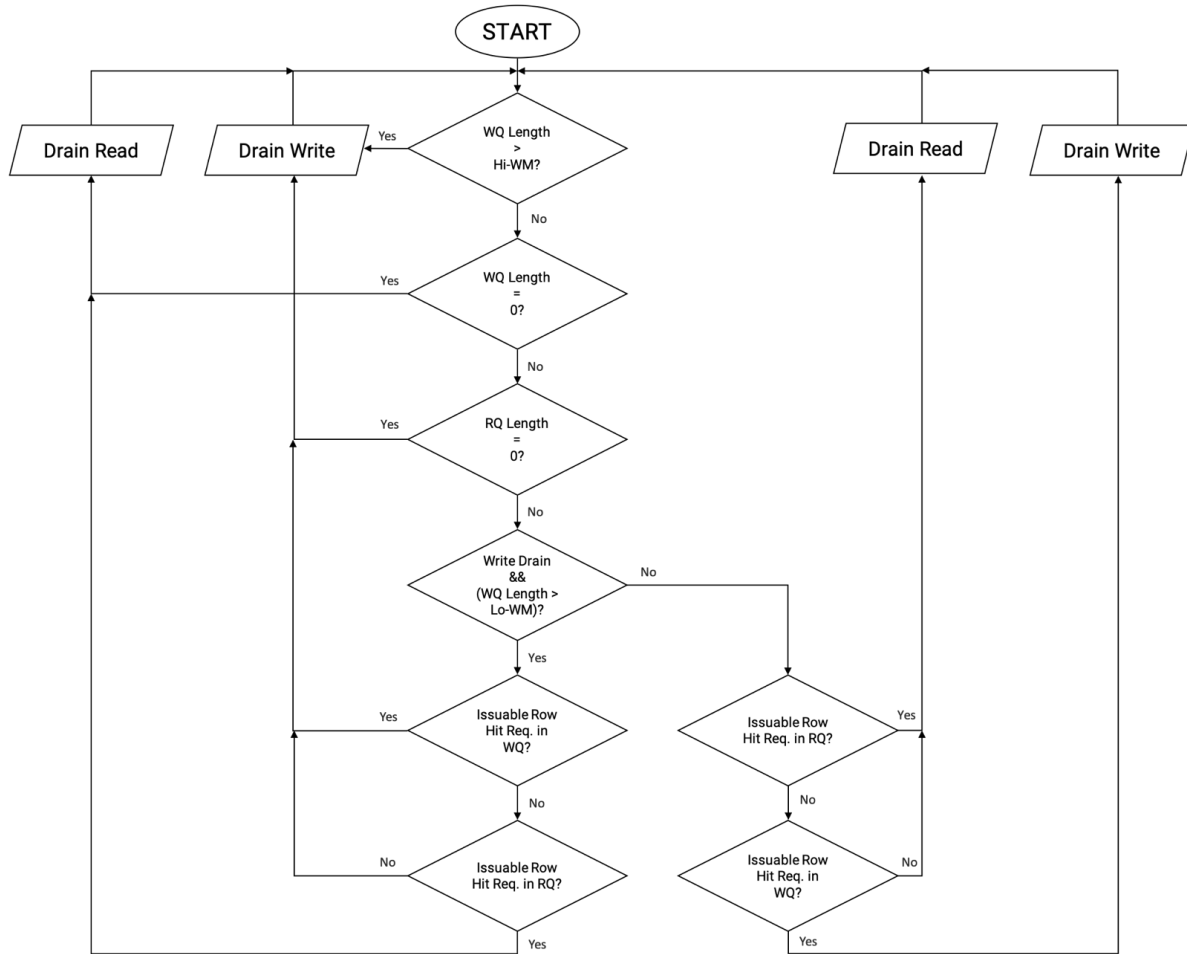 START
Drain Read
Drain Write
Yes
WQ Length
>
Hi-WM?
Drain Read
Drain Write
No
Yes
WQ Length
=
0?
No
Yes
RQ Length
=
0?
No
Write Drain
&&
(WQ Length >
Lo-WM)?
No
Yes
Yes
Issuable Row
Hit Req. in
WQ?
Issuable Row
Hit Req. in RQ?
Yes
No
No
No
Issuable Row
Hit Req. in RQ?
Issuable Row
Hit Req. in
WQ?
No
Yes
Yes